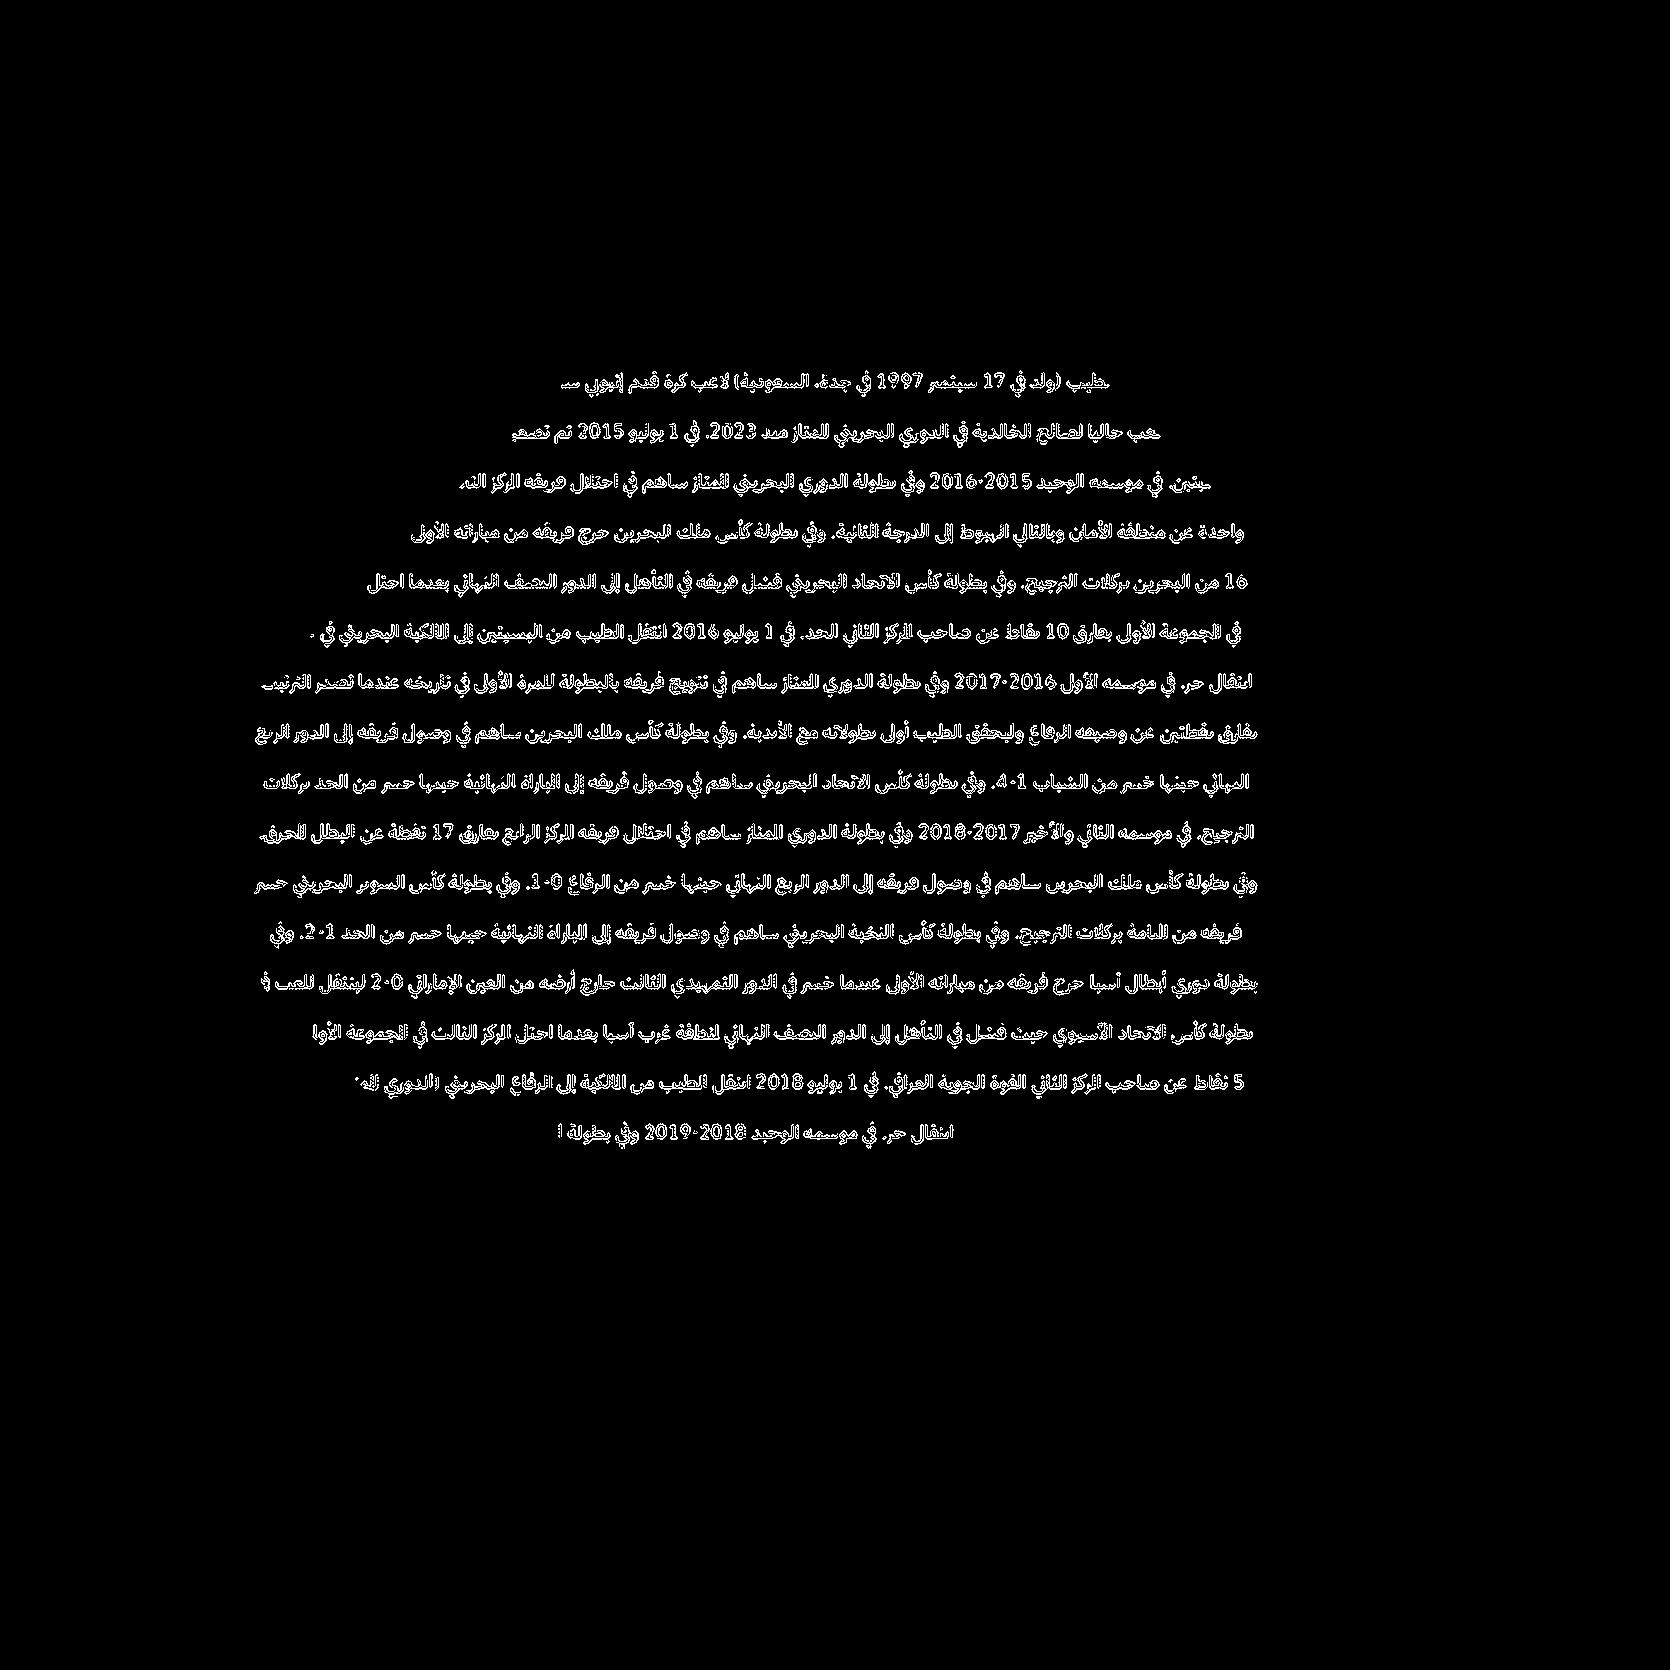 (ولد في 17 سبتمبر 1997 في جدة، السعودية) لاعب كرة قدم إثيوبي
حاليا لصالح الخالدية في الدوري البحريني الممتاز منذ 2023. في 1 يوليو 2015 تم
في موسمه الوحيد 2015-2016 وفي بطولة الدوري البحريني الممتاز ساهم في احتلال فريقه المركز
واحدة عن منطقة الأمان وبالتالي الهبوط إلى الدرجة الثانية. وفي بطولة كأس ملك البحرين خرج فريقه من مباراته الأولى
16 من البحرين بركلات الترجيح. وفي بطولة كأس الاتحاد البحريني فشل فريقه في التأهل إلى الدور النصف النهائي بعدما احتل
في المجموعة الأولى بفارق 10 نقاط عن صاحب المركز الثاني الحد. في 1 يوليو 2016 انتقل الطيب من البسيتين إلى المالكية البحريني في
انتقال حر. في موسمه الأول 2016-2017 وفي بطولة الدوري الممتاز ساهم في تتويج فريقه بالبطولة للمرة الأولى في تاريخه عندما تصدر الترتيب
بفارق نقطتين عن وصيفه الرفاع وليحقق الطيب أولى بطولاته مع الأندية. وفي بطولة كأس ملك البحرين ساهم في وصول فريقه إلى الدور الربع
النهائي حينها خسر من الشباب 1-4. وفي بطولة كأس الاتحاد البحريني ساهم في وصول فريقه إلى المباراة النهائية حينها خسر من الحد بركلات
الترجيح. في موسمه الثاني والأخير 2017-2018 وفي بطولة الدوري الممتاز ساهم في احتلال فريقه المركز الرابع بفارق 17 نقطة عن البطل المحرق.
وفي بطولة كأس ملك البحرين ساهم في وصول فريقه إلى الدور الربع النهائي حينها خسر من الرفاع 0-1. وفي بطولة كأس السوبر البحريني خسر
فريقه من المنامة بركلات الترجيح. وفي بطولة كأس النخبة البحريني ساهم في وصول فريقه إلى المباراة النهائية حينها خسر من الحد 1-2. وفي
بطولة دوري أبطال آسيا خرج فريقه من مباراته الأولى عندما خسر في الدور التمهيدي الثالث خارج أرضه من العين الإماراتي 0-2 لينتقل للعب في
بطولة كأس الاتحاد الآسيوي حيث فشل في التأهل إلى الدور النصف النهائي لمنطقة غرب آسيا بعدما احتل المركز الثالث في المجموعة
5 نقاط عن صاحب المركز الثاني القوة الجوية العراقي. في 1 يوليو 2018 انتقل الطيب من المالكية إلى الرفاع البحريني (الدوري
انتقال حر. في موسمه الوحيد 2018-2019 وفي بطولة